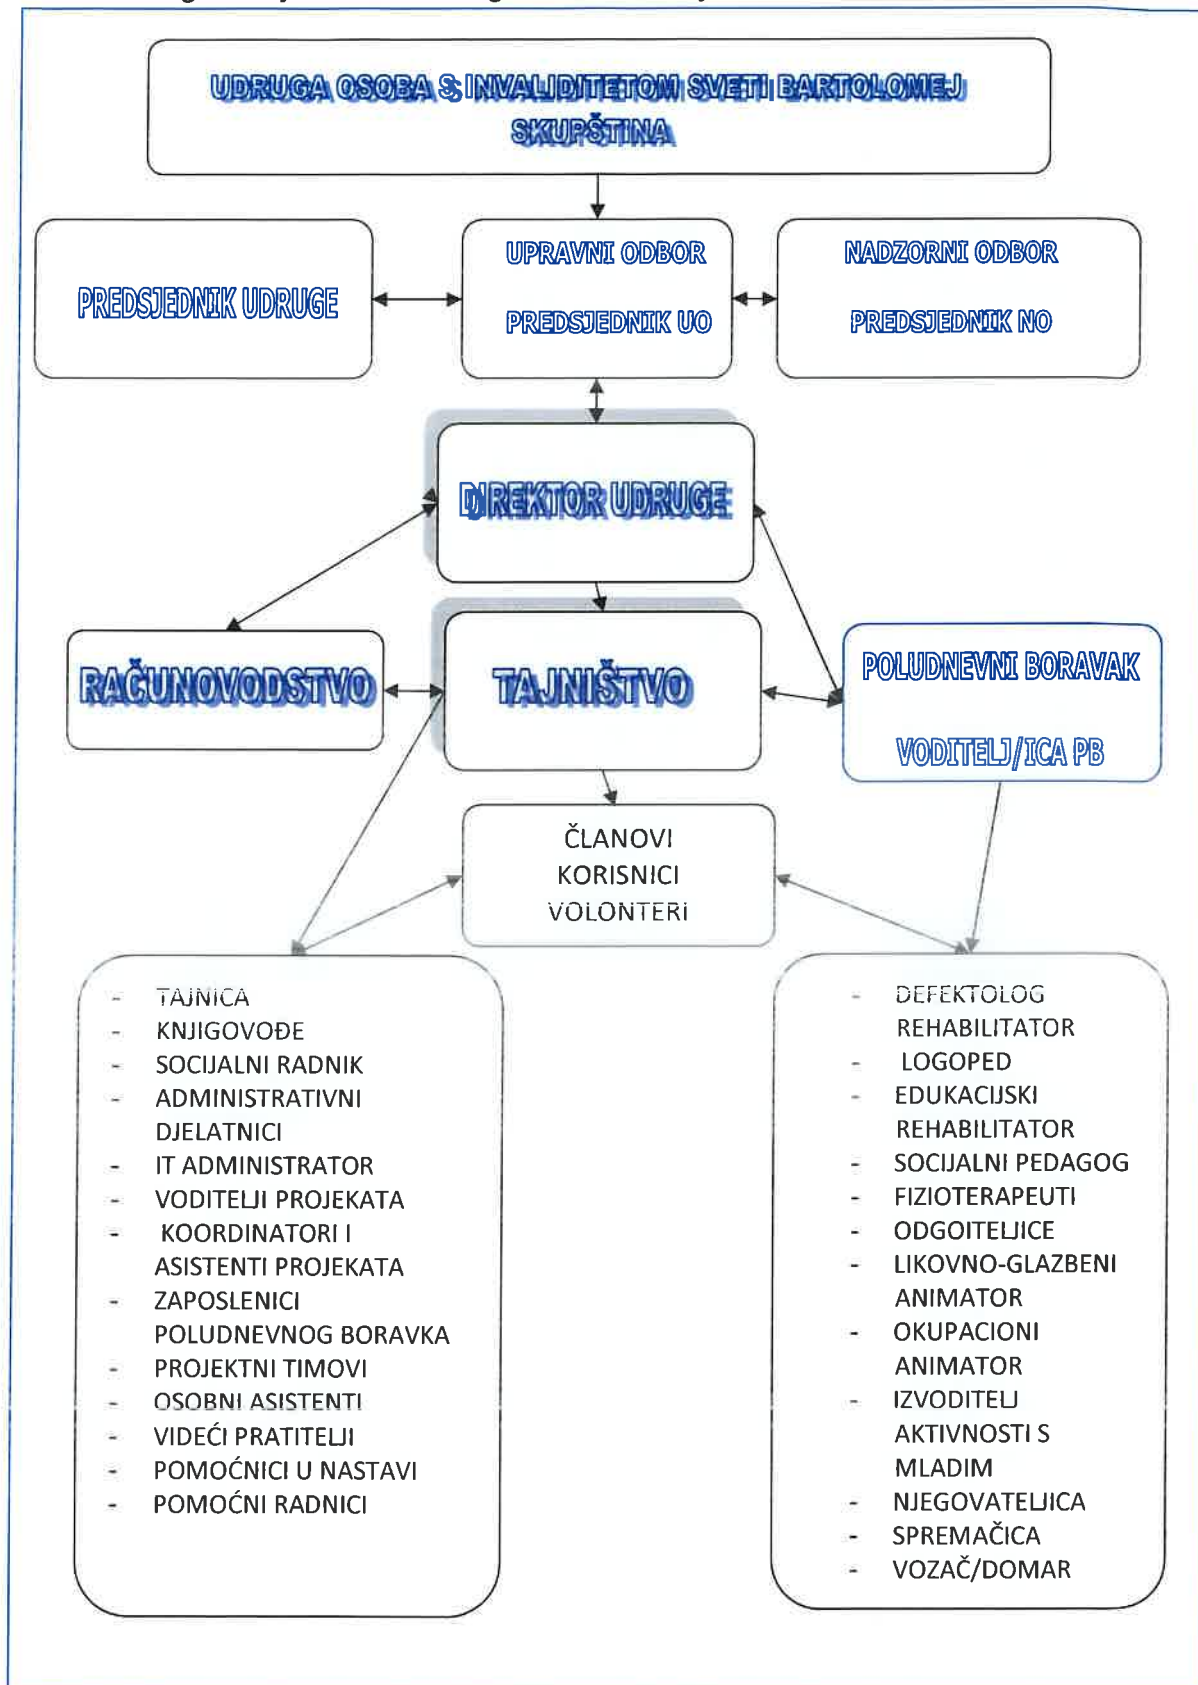 UDRUGA OSOBA S INVALIDITETOM SVETI BARTOLOMEJ
SKUPŠTINA
PREDSJEDNIK UDRUGE
UPRAVNI ODBOR
PREDSJEDNIK UO
NADZORNI ODBOR
PREDSJEDNIK NO
DIREKTOR UDRUGE
RAČUNOVODSTVO
TAJNIŠTVO
POLUDNEVNI BORAVAK
VODITELJ/ICA PB
ČLANOVI
KORISNICI
VOLONTERI
- TAJNICA
- KNJIGOVOĐE
- SOCIJALNI RADNIK
- ADMINISTRATIVNI
DJELATNICI
- IT ADMINISTRATOR
- VODITELJI PROJEKATA
- KOORDINATORI I
ASISTENTI PROJEKATA
- ZAPOSLENICI
POLUDNEVNOG BORAVKA
- PROJEKTNI TIMOVI
- OSOBNI ASISTENTI
- VIDEĆI PRATITELJI
- POMOĆNICI U NASTAVI
- POMOĆNI RADNICI
- DEFEKTOLOG
REHABILITATOR
- LOGOPED
- EDUKACIJSKI
REHABILITATOR
- SOCIJALNI PEDAGOG
- FIZIOTERAPEUTI
- ODGOITELJICE
- LIKOVNO-GLAZBENI
ANIMATOR
- OKUPACIONI
ANIMATOR
- IZVODITELJ
AKTIVNOSTI S
MLADIM
- NJEGOVATELJICA
- SPREMAČICA
- VOZAČ/DOMAR